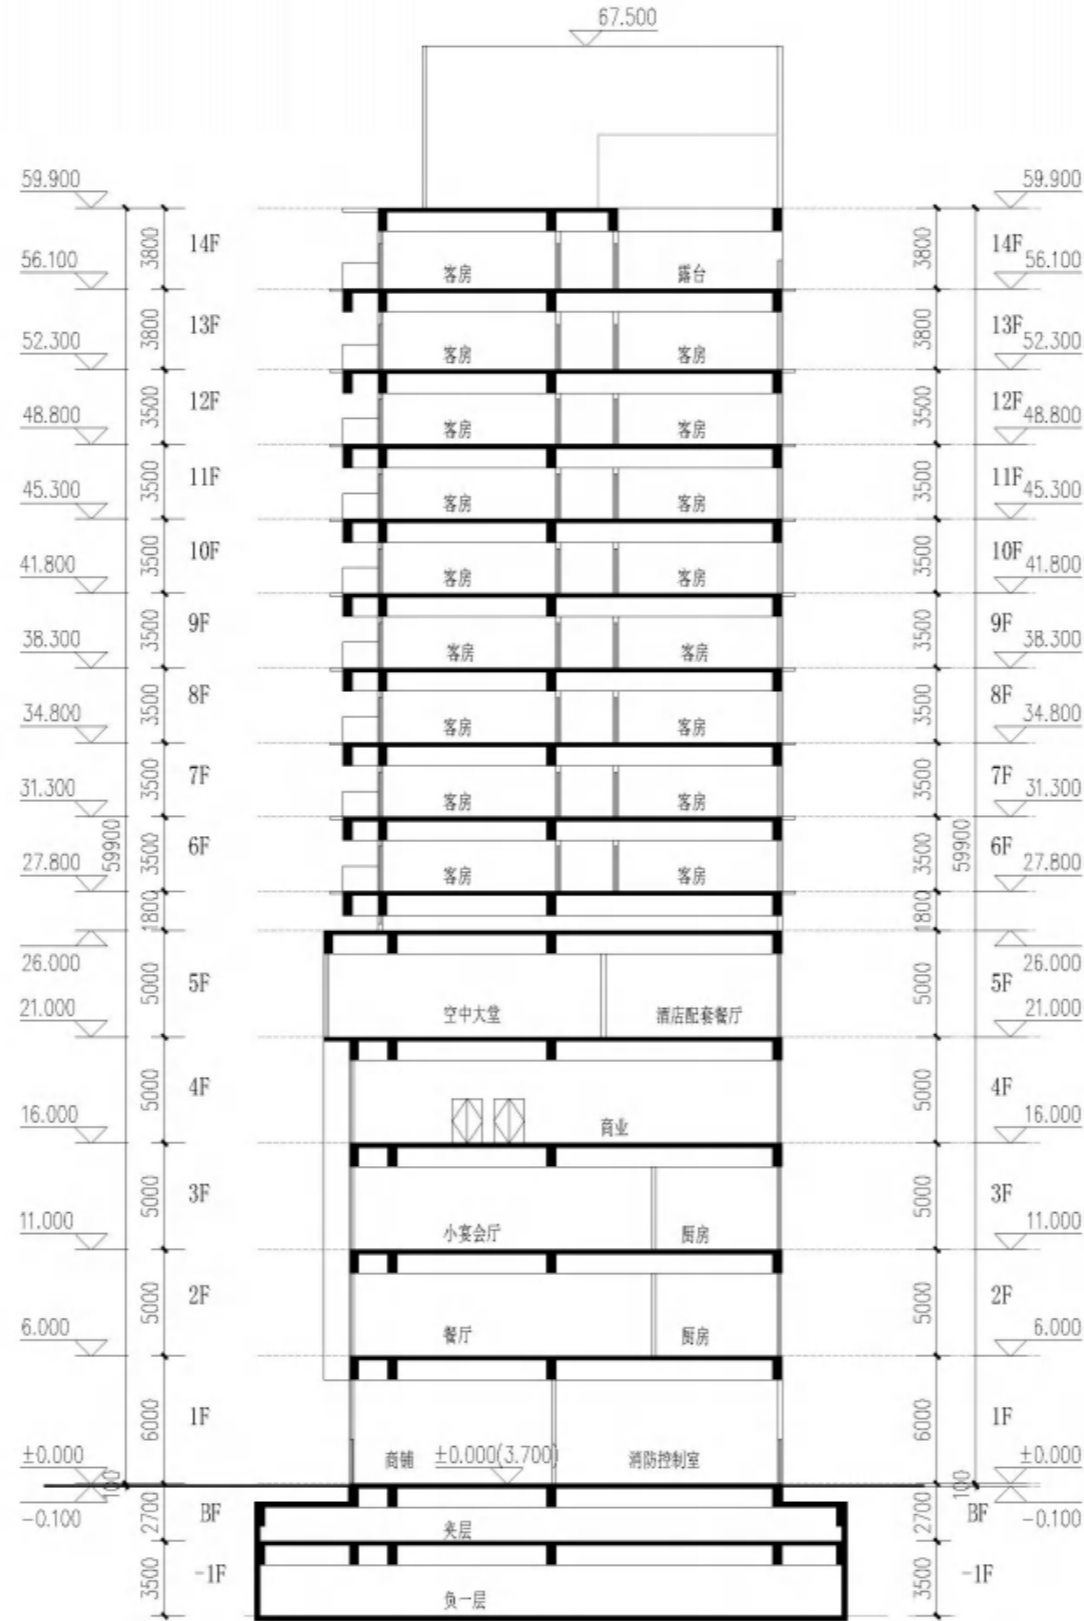 67.500
59.900 59.900
3800 14F 14F 3800
56.100 客房 露台 56.100
3800 13F 13F 3800
52.300 客房 客房 52.300
3500 12F 12F 3500
48.800 客房 客房 48.800
3500 11F 11F 3500
45.300 客房 客房 45.300
3500 10F 10F 3500
41.800 客房 客房 41.800
3500 9F 9F 3500
38.300 客房 客房 38.300
3500 8F 8F 3500
34.800 客房 客房 34.800
3500 7F 7F 3500
31.300 客房 客房 31.300
59900 3500 6F 6F 3500 59900
27.800 客房 客房 27.800
1800 1800
26.000 26.000
5000 5F 5F 5000
21.000 空中大堂 酒店配套餐厅 21.000
5000 4F 4F 5000
16.000 商业 16.000
5000 3F 3F 5000
11.000 小宴会厅 厨房 11.000
5000 2F 2F 5000
6.000 餐厅 厨房 6.000
6000 1F 1F 6000
±0.000 商铺 ±0.000(3.700) 消防控制室 ±0.000
100 100
-0.100 2700 BF BF 2700 -0.100
夹层
3500 -1F -1F 3500
负一层